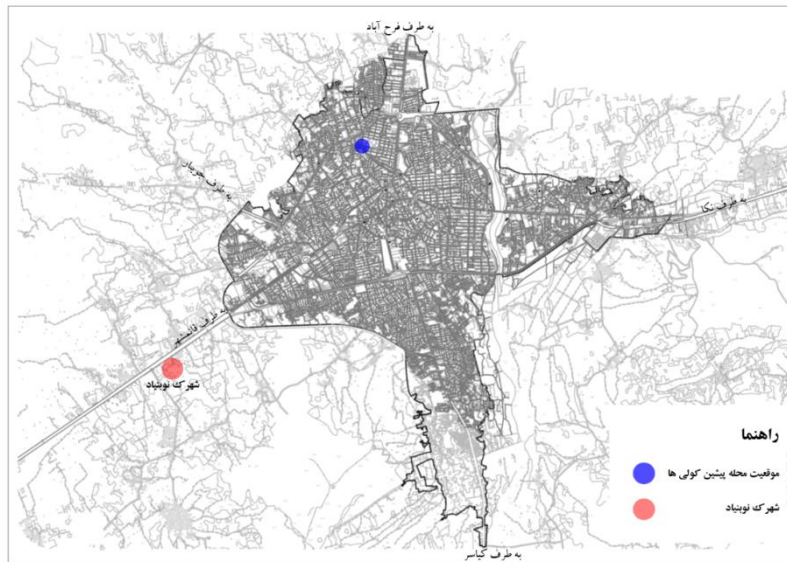 به طرف فرح آباد
به طرف جویبار
به طرف نکا
به طرف قائمشهر
شهرک نوبنیاد
راهنما
موقعیت محله پیشین کولی ها
شهرک نوبنیاد
به طرف کیاسر